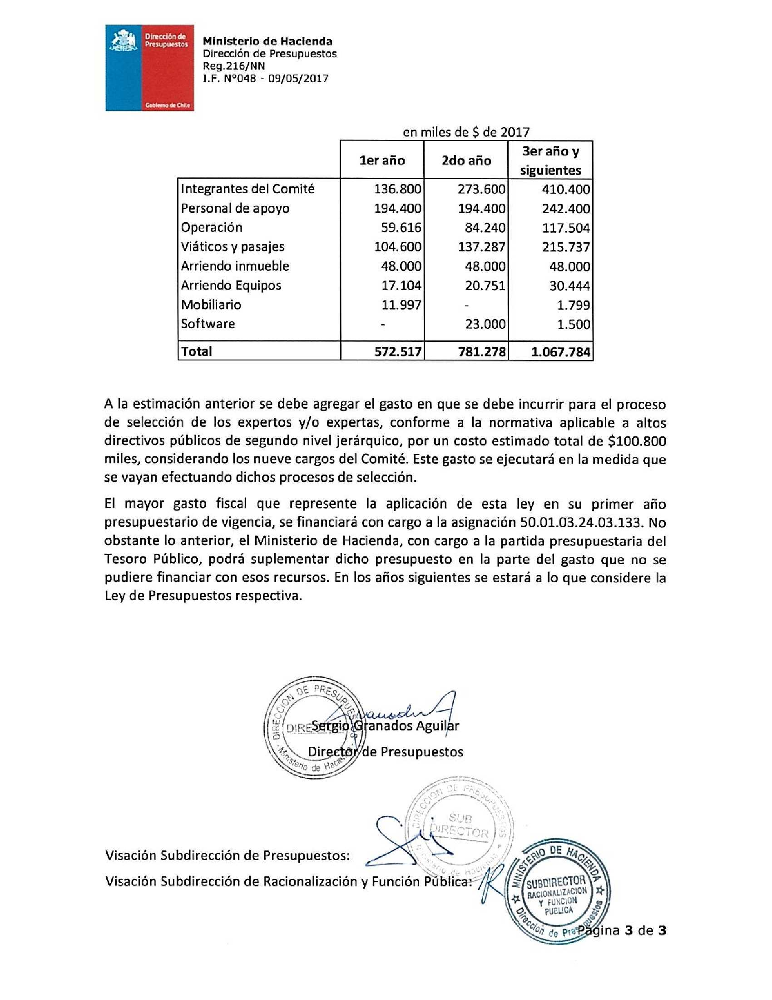 Dirección de
Presupuestos
Gobierno de Chile
Ministerio de Hacienda
Dirección de Presupuestos
Reg.216/NN
I.F. Nº048 - 09/05/2017
en miles de $ de 2017
1er año 2do año 3er año y siguientes
Integrantes del Comité 136.800 273.600 410.400
Personal de apoyo 194.400 194.400 242.400
Operación 59.616 84.240 117.504
Viáticos y pasajes 104.600 137.287 215.737
Arriendo inmueble 48.000 48.000 48.000
Arriendo Equipos 17.104 20.751 30.444
Mobiliario 11.997 - 1.799
Software - 23.000 1.500
Total 572.517 781.278 1.067.784
A la estimación anterior se debe agregar el gasto en que se debe incurrir para el proceso
de selección de los expertos y/o expertas, conforme a la normativa aplicable a altos
directivos públicos de segundo nivel jerárquico, por un costo estimado total de $100.800
miles, considerando los nueve cargos del Comité. Este gasto se ejecutará en la medida que
se vayan efectuando dichos procesos de selección.
El mayor gasto fiscal que represente la aplicación de esta ley en su primer año
presupuestario de vigencia, se financiará con cargo a la asignación 50.01.03.24.03.133. No
obstante lo anterior, el Ministerio de Hacienda, con cargo a la partida presupuestaria del
Tesoro Público, podrá suplementar dicho presupuesto en la parte del gasto que no se
pudiere financiar con esos recursos. En los años siguientes se estará a lo que considere la
Ley de Presupuestos respectiva.
DIRECCION DE PRESUPUESTOS
Ministerio de Hacienda
Sergio Granados Aguilar
Director de Presupuestos
DIRECCION DE PRESUPUESTOS
SUB
DIRECTOR
Ministerio de Hacienda
Visación Subdirección de Presupuestos:
Visación Subdirección de Racionalización y Función Pública:
MINISTERIO DE HACIENDA
SUBDIRECTOR
RACIONALIZACION
Y FUNCION
PUBLICA
Dirección de Presupuestos
Página 3 de 3